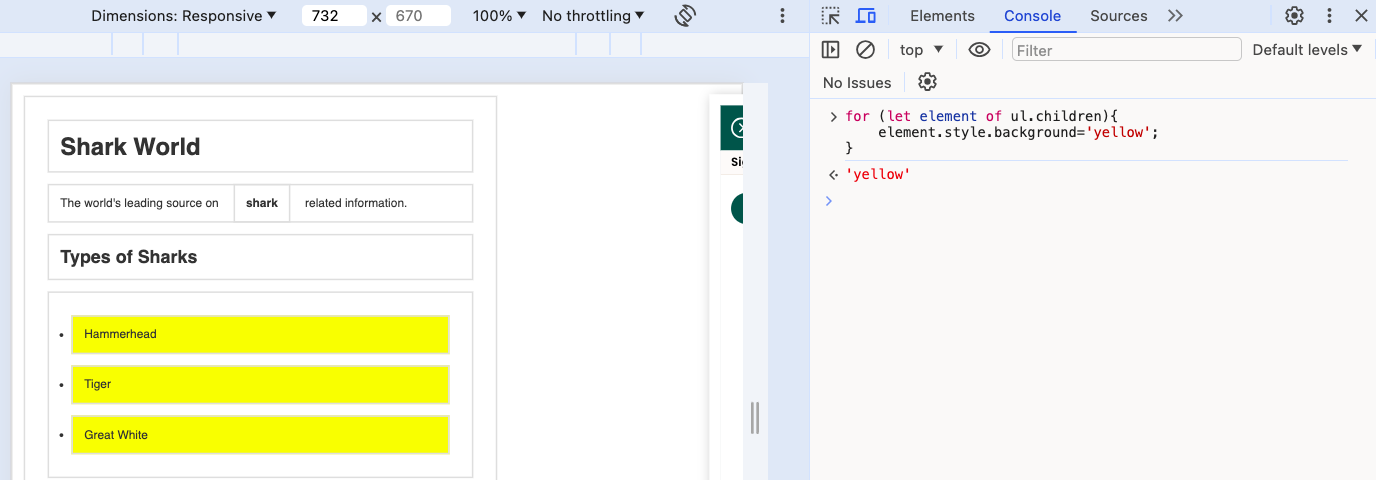 Dimensions: Responsive ▼ 732 x 670 100% ▼ No throttling ▼
Elements Console Sources
top ▼ Filter Default levels ▼
No Issues
Shark World
The world's leading source on shark related information.
Types of Sharks
• Hammerhead
• Tiger
• Great White
for (let element of ul.children){
    element.style.background='yellow';
}
'yellow'